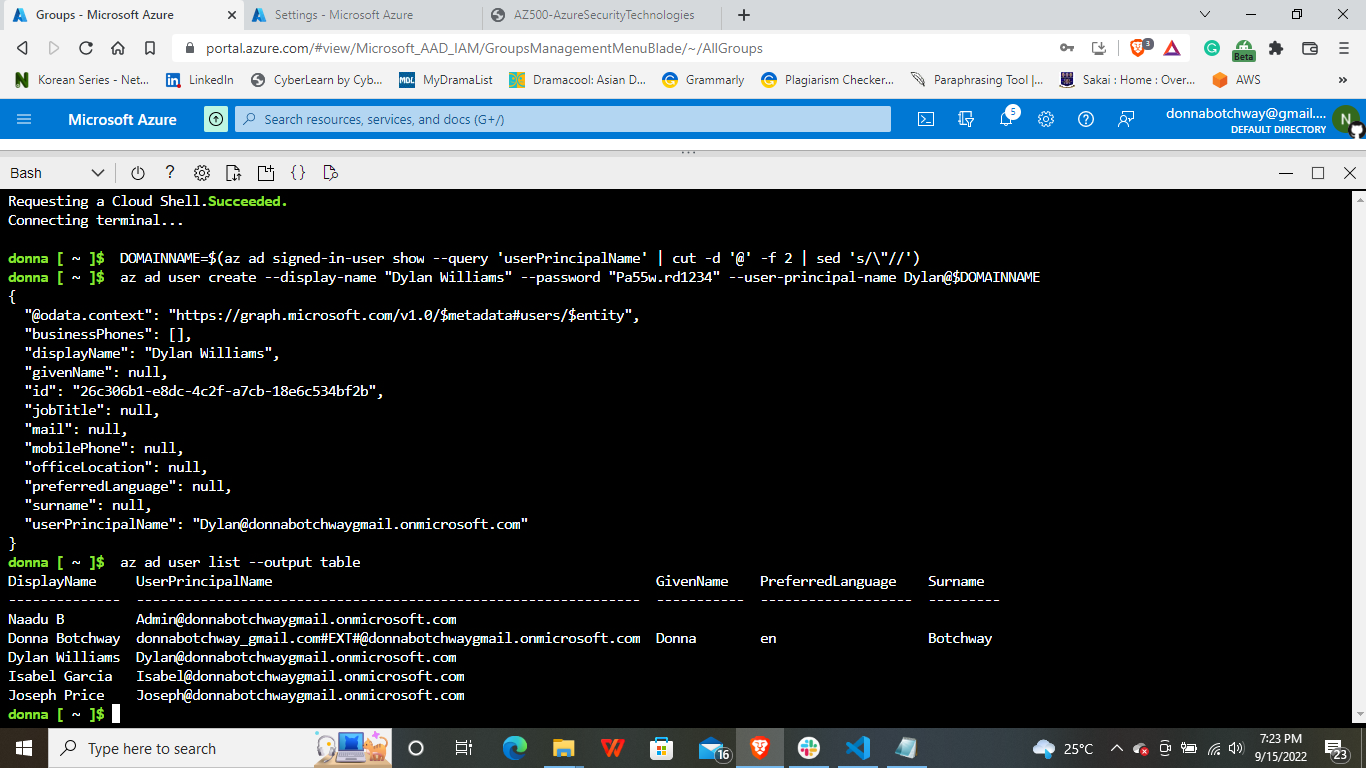 Groups - Microsoft Azure
Settings - Microsoft Azure
AZ500-AzureSecurityTechnologies
portal.azure.com/#view/Microsoft_AAD_IAM/GroupsManagementMenuBlade/~/AllGroups
3
Beta
Korean Series - Net...
LinkedIn
CyberLearn by Cyb...
MDL
MyDramaList
Dramacool: Asian D...
Grammarly
Plagiarism Checker...
Paraphrasing Tool |...
Sakai : Home : Over...
AWS
Microsoft Azure
Search resources, services, and docs (G+/)
5
donnabotchway@gmail....
DEFAULT DIRECTORY
N
Bash
Requesting a Cloud Shell.Succeeded.
Connecting terminal...
donna [ ~ ]$  DOMAINNAME=$(az ad signed-in-user show --query 'userPrincipalName' | cut -d '@' -f 2 | sed 's/\"//')
donna [ ~ ]$  az ad user create --display-name "Dylan Williams" --password "Pa55w.rd1234" --user-principal-name Dylan@$DOMAINNAME
{
  "@odata.context": "https://graph.microsoft.com/v1.0/$metadata#users/$entity",
  "businessPhones": [],
  "displayName": "Dylan Williams",
  "givenName": null,
  "id": "26c306b1-e8dc-4c2f-a7cb-18e6c534bf2b",
  "jobTitle": null,
  "mail": null,
  "mobilePhone": null,
  "officeLocation": null,
  "preferredLanguage": null,
  "surname": null,
  "userPrincipalName": "Dylan@donnabotchwaygmail.onmicrosoft.com"
}
donna [ ~ ]$  az ad user list --output table
DisplayName     UserPrincipalName                                                GivenName    PreferredLanguage    Surname
--------------  ---------------------------------------------------------------  -----------  -------------------  ---------
Naadu B         Admin@donnabotchwaygmail.onmicrosoft.com
Donna Botchway  donnabotchway_gmail.com#EXT#@donnabotchwaygmail.onmicrosoft.com  Donna        en                   Botchway
Dylan Williams  Dylan@donnabotchwaygmail.onmicrosoft.com
Isabel Garcia   Isabel@donnabotchwaygmail.onmicrosoft.com
Joseph Price    Joseph@donnabotchwaygmail.onmicrosoft.com
donna [ ~ ]$
Type here to search
16
25°C
7:23 PM
9/15/2022
23